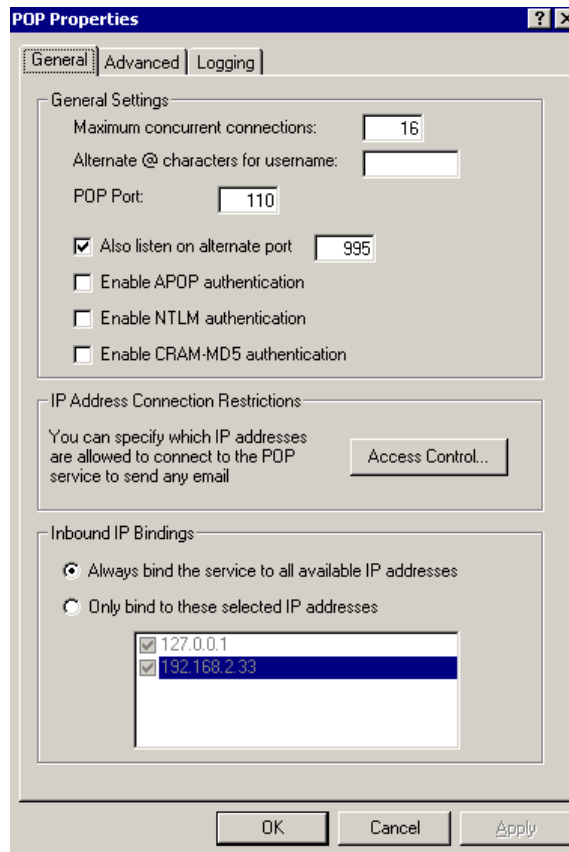 POP Properties
General Advanced Logging
General Settings
Maximum concurrent connections: 16
Alternate @ characters for username:
POP Port: 110
Also listen on alternate port 995
Enable APOP authentication
Enable NTLM authentication
Enable CRAM-MD5 authentication
IP Address Connection Restrictions
You can specify which IP addresses
are allowed to connect to the POP
service to send any email
Access Control...
Inbound IP Bindings
Always bind the service to all available IP addresses
Only bind to these selected IP addresses
127.0.0.1
192.168.2.33
OK Cancel Apply